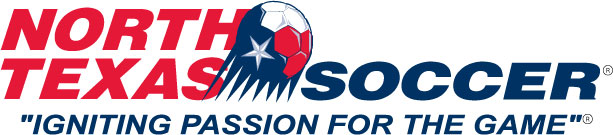 NORTH
TEXAS SOCCER®
"IGNITING PASSION FOR THE GAME"®